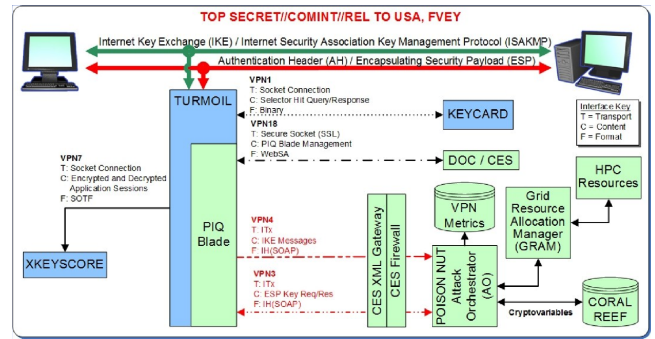 TOP SECRET//COMINT//REL TO USA, FVEY
Internet Key Exchange (IKE) / Internet Security Association Key Management Protocol (ISAKMP)
Authentication Header (AH) / Encapsulating Security Payload (ESP)
TURMOIL
VPN1
T: Socket Connection
C: Selector Hit Query/Response
F: Binary
KEYCARD
Interface Key
T = Transport
C = Content
F = Format
VPN18
T: Secure Socket (SSL)
C: PIQ Blade Management
F: WebSA
DOC / CES
VPN7
T: Socket Connection
C: Encrypted and Decrypted
Application Sessions
F: SOTF
XKEYSCORE
PIQ
Blade
VPN4
T: ITx
C: IKE Messages
F: IH(SOAP)
VPN3
T: ITx
C: ESP Key Req/Res
F: IH(SOAP)
CES XML Gateway
CES Firewall
VPN
Metrics
POISON NUT
Attack
Orchestrator
(AO)
Grid
Resource
Allocation
Manager
(GRAM)
HPC
Resources
Cryptovariables
CORAL
REEF